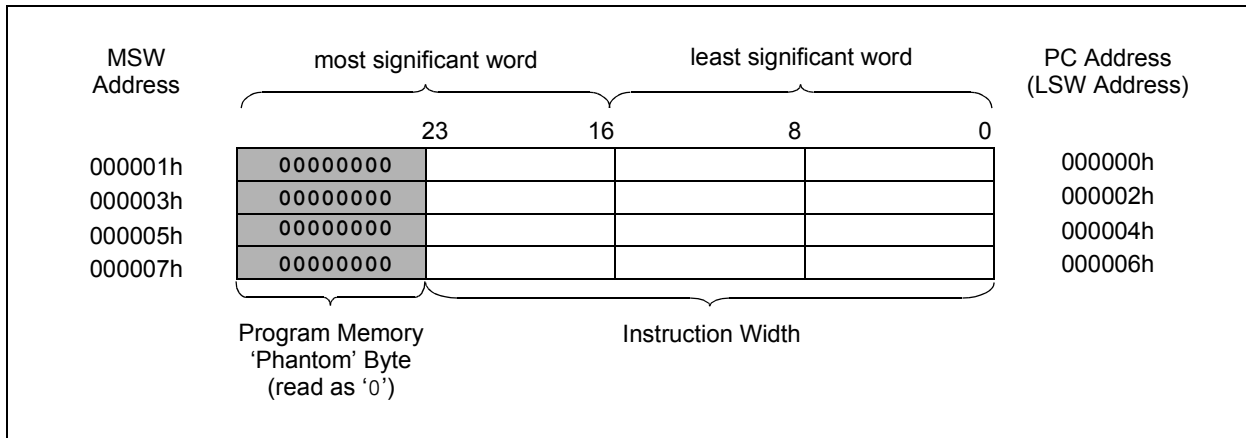 MSW
Address
most significant word
least significant word
PC Address
(LSW Address)
23 16 8 0
000001h 00000000 000000h
000003h 00000000 000002h
000005h 00000000 000004h
000007h 00000000 000006h
Program Memory
‘Phantom’ Byte
(read as ‘0’)
Instruction Width